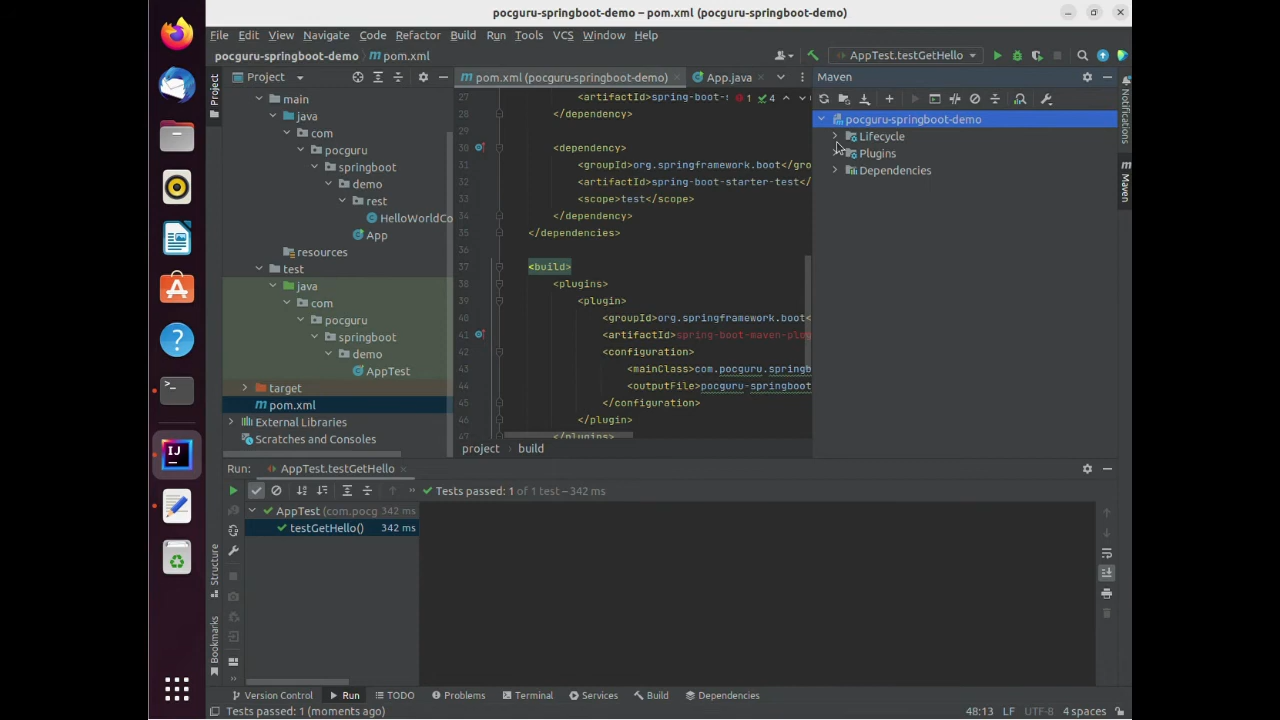 pocguru-springboot-demo – pom.xml (pocguru-springboot-demo)
File Edit View Navigate Code Refactor Build Run Tools VCS Window Help
pocguru-springboot-demo pom.xml
AppTest.testGetHello
Project
pom.xml (pocguru-springboot-demo)
App.java
Maven
Project
Notifications
Maven
main
java
com
pocguru
springboot
demo
rest
HelloWorldCo
App
resources
test
java
com
pocguru
springboot
demo
AppTest
target
pom.xml
External Libraries
Scratches and Consoles
1 4
27 <artifactId>spring-boot-s
28 </dependency>
29
30 <dependency>
31 <groupId>org.springframework.boot</gro
32 <artifactId>spring-boot-starter-test</
33 <scope>test</scope>
34 </dependency>
35 </dependencies>
36
37 <build>
38 <plugins>
39 <plugin>
40 <groupId>org.springframework.boot<
41 <artifactId>spring-boot-maven-plug
42 <configuration>
43 <mainClass>com.pocguru.springb
44 <outputFile>pocguru-springboot
45 </configuration>
46 </plugin>
47 </plugins>
project build
pocguru-springboot-demo
Lifecycle
Plugins
Dependencies
Run: AppTest.testGetHello
Tests passed: 1 of 1 test – 342 ms
AppTest (com.pocg 342 ms
testGetHello() 342 ms
Structure
Bookmarks
Version Control Run TODO Problems Terminal Services Build Dependencies
Tests passed: 1 (moments ago)
48:13 LF UTF-8 4 spaces